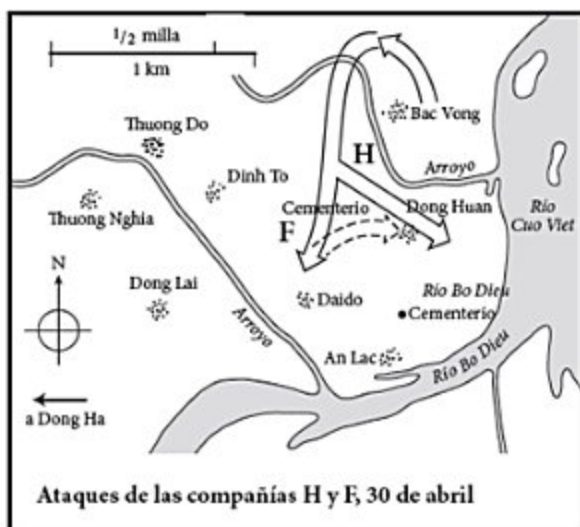 1/2 milla
1 km
Bac Vong
Thuong Do
H
Arroyo
Dinh To
Cementerio
Dong Huan
Río
Cuo Viet
Thuong Nghia
F
N
Dong Lai
Río Bo Dieu
Daido
Cementerio
Arroyo
An Lac
Río Bo Dieu
a Dong Ha
Ataques de las compañías H y F, 30 de abril